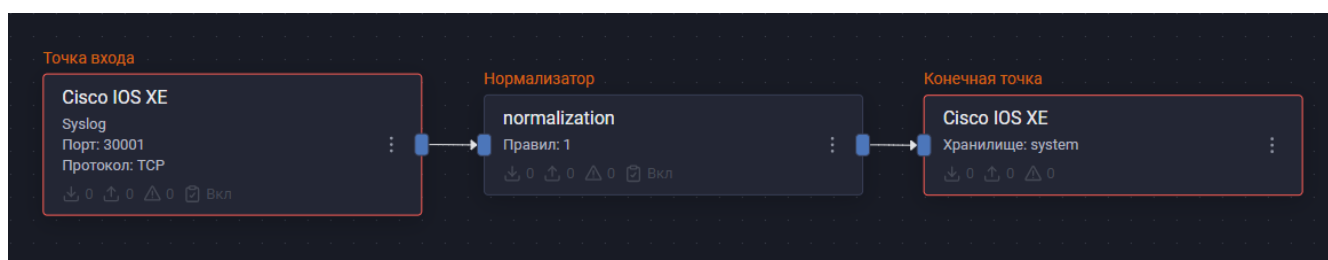 Точка входа
Cisco IOS XE
Syslog
Порт: 30001
Протокол: TCP
0 0 0 Вкл
Нормализатор
normalization
Правил: 1
0 0 0 Вкл
Конечная точка
Cisco IOS XE
Хранилище: system
0 0 0